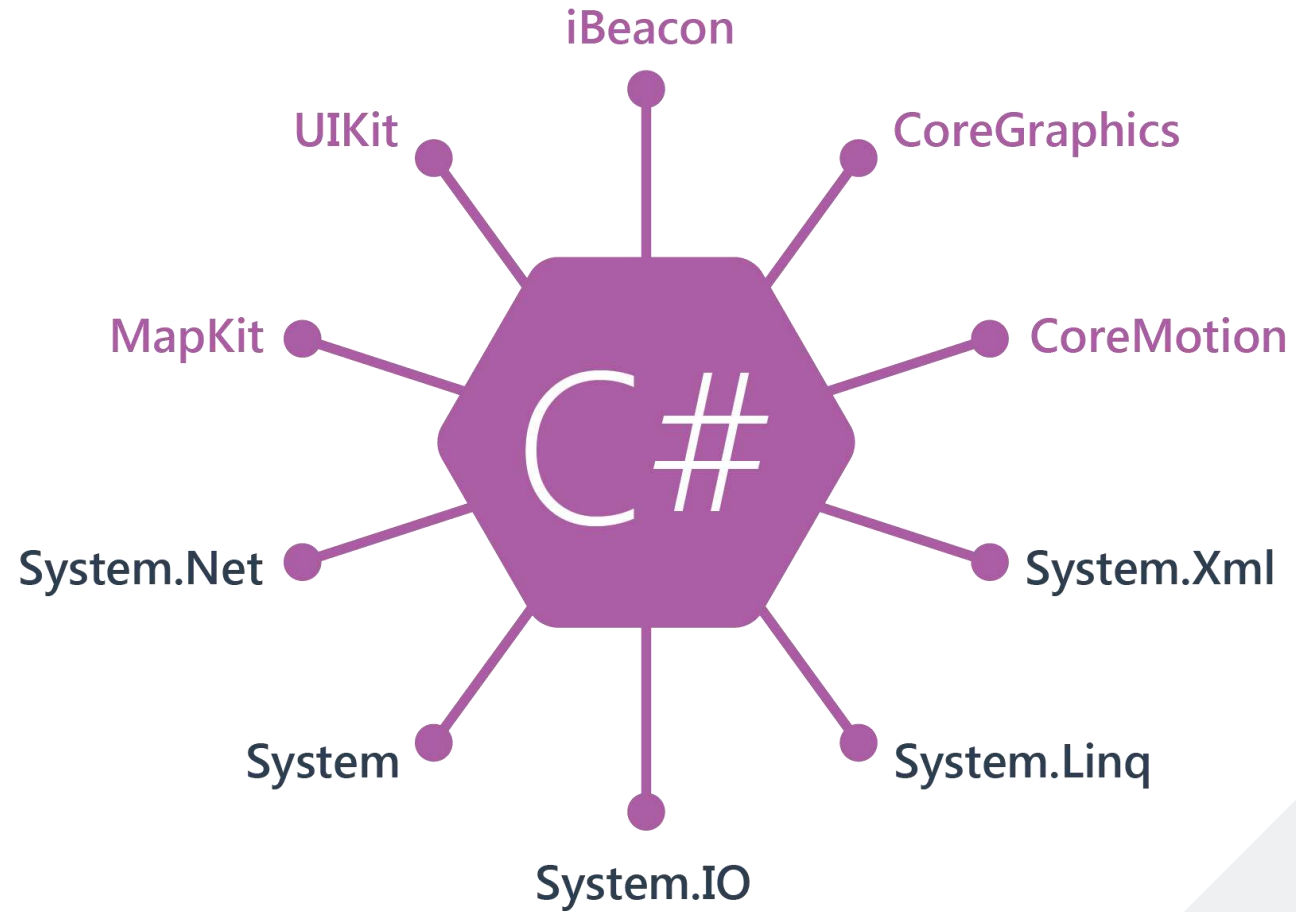 iBeacon
UIKit
CoreGraphics
MapKit
CoreMotion
C#
System.Net
System.Xml
System
System.Linq
System.IO